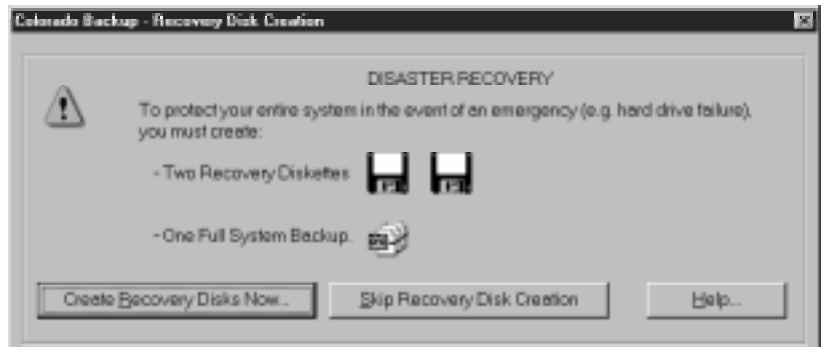 Colorado Backup - Recovery Disk Creation
DISASTER RECOVERY
To protect your entire system in the event of an emergency (e.g. hard drive failure),
you must create:
- Two Recovery Diskettes
- One Full System Backup.
Create Recovery Disks Now...
Skip Recovery Disk Creation
Help...